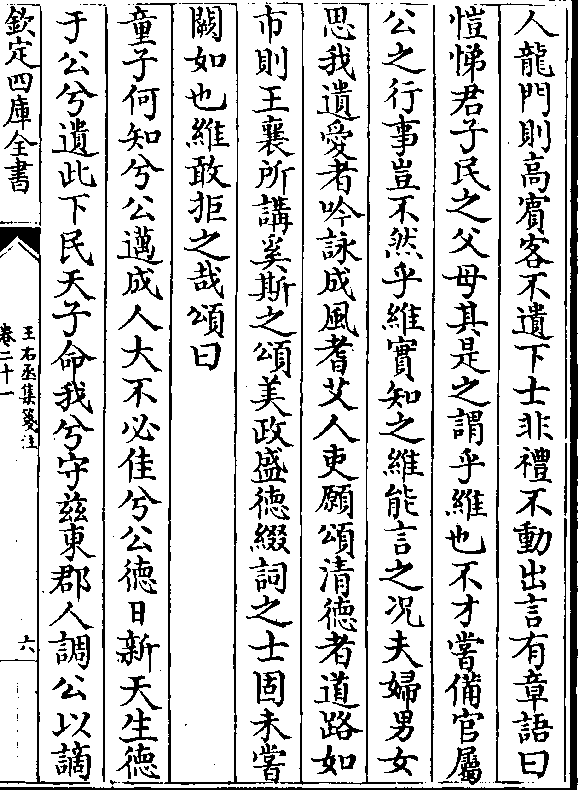 人龍門則高賓客不遺下士非禮不動出言有章語曰
愷悌君子民之父母其是之謂乎維也不才嘗備官屬
公之行事豈不然乎維實知之維能言之况夫婦男女
思我遺愛者吟詠成風耆艾人吏願頌清德者道路如
市則王襄所講奚斯之頌美政盛德綴詞之士固未嘗
闕如也維敢拒之哉頌曰
童子何知兮公邁成人大不必佳兮公德日新天生德
于公兮遺此下民天子命我兮守兹東郡人謂公以謫
欽定四庫全書
王右丞集箋注
卷二十一
六